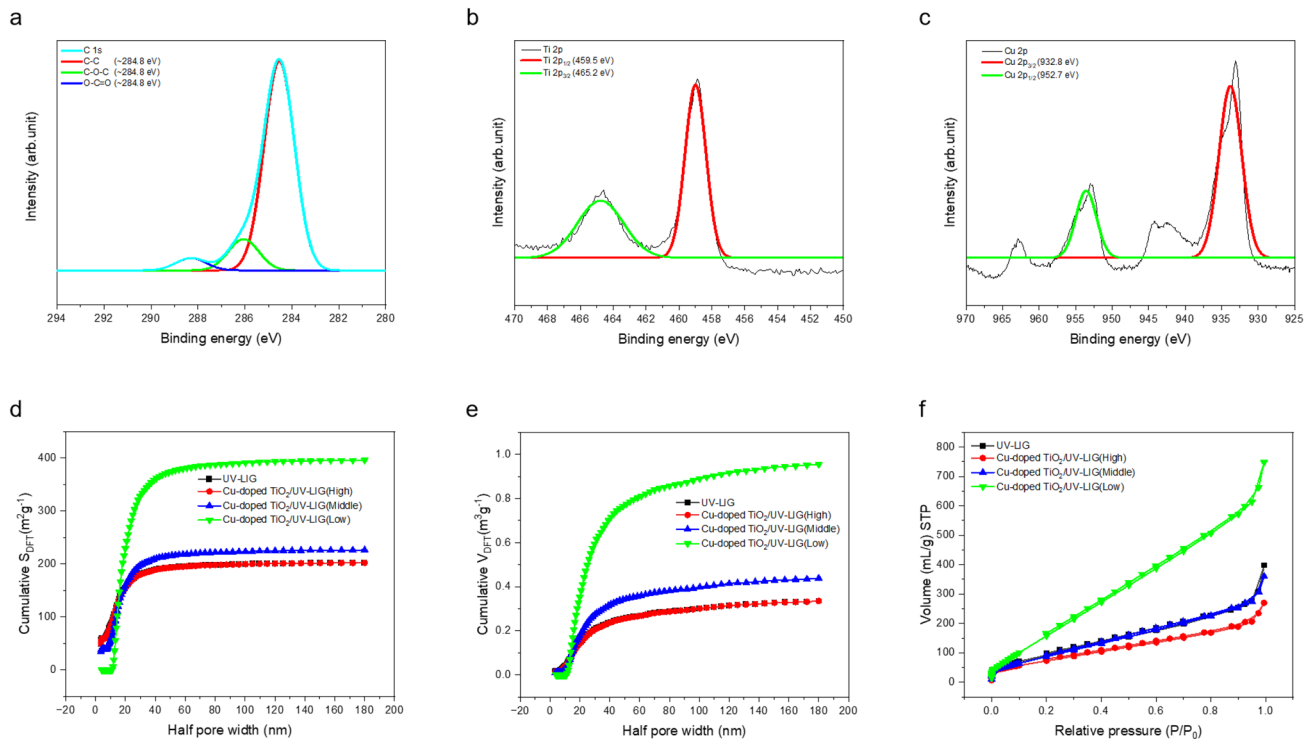 a
C 1s
C-C (~284.8 eV)
C-O-C (~284.8 eV)
O-C=O (~284.8 eV)
Intensity (arb.unit)
294 292 290 288 286 284 282 280
Binding energy (eV)
b
Ti 2p
Ti 2p1/2 (459.5 eV)
Ti 2p3/2 (465.2 eV)
Intensity (arb.unit)
470 468 466 464 462 460 458 456 454 452 450
Binding energy (eV)
c
Cu 2p
Cu 2p3/2 (932.8 eV)
Cu 2p1/2 (952.7 eV)
Intensity (arb.unit)
970 965 960 955 950 945 940 935 930 925
Binding energy (eV)
d
400
300
200
100
0
Cumulative SDFT(m2g-1)
UV-LIG
Cu-doped TiO2/UV-LIG(High)
Cu-doped TiO2/UV-LIG(Middle)
Cu-doped TiO2/UV-LIG(Low)
−20 0 20 40 60 80 100 120 140 160 180 200
Half pore width (nm)
e
1.0
0.8
0.6
0.4
0.2
0.0
Cumulative VDFT(m3g-1)
UV-LIG
Cu-doped TiO2/UV-LIG(High)
Cu-doped TiO2/UV-LIG(Middle)
Cu-doped TiO2/UV-LIG(Low)
−20 0 20 40 60 80 100 120 140 160 180 200
Half pore width (nm)
f
800
700
600
500
400
300
200
100
0
Volume (mL/g) STP
UV-LIG
Cu-doped TiO2/UV-LIG(High)
Cu-doped TiO2/UV-LIG(Middle)
Cu-doped TiO2/UV-LIG(Low)
0.0 0.2 0.4 0.6 0.8 1.0
Relative pressure (P/P0)